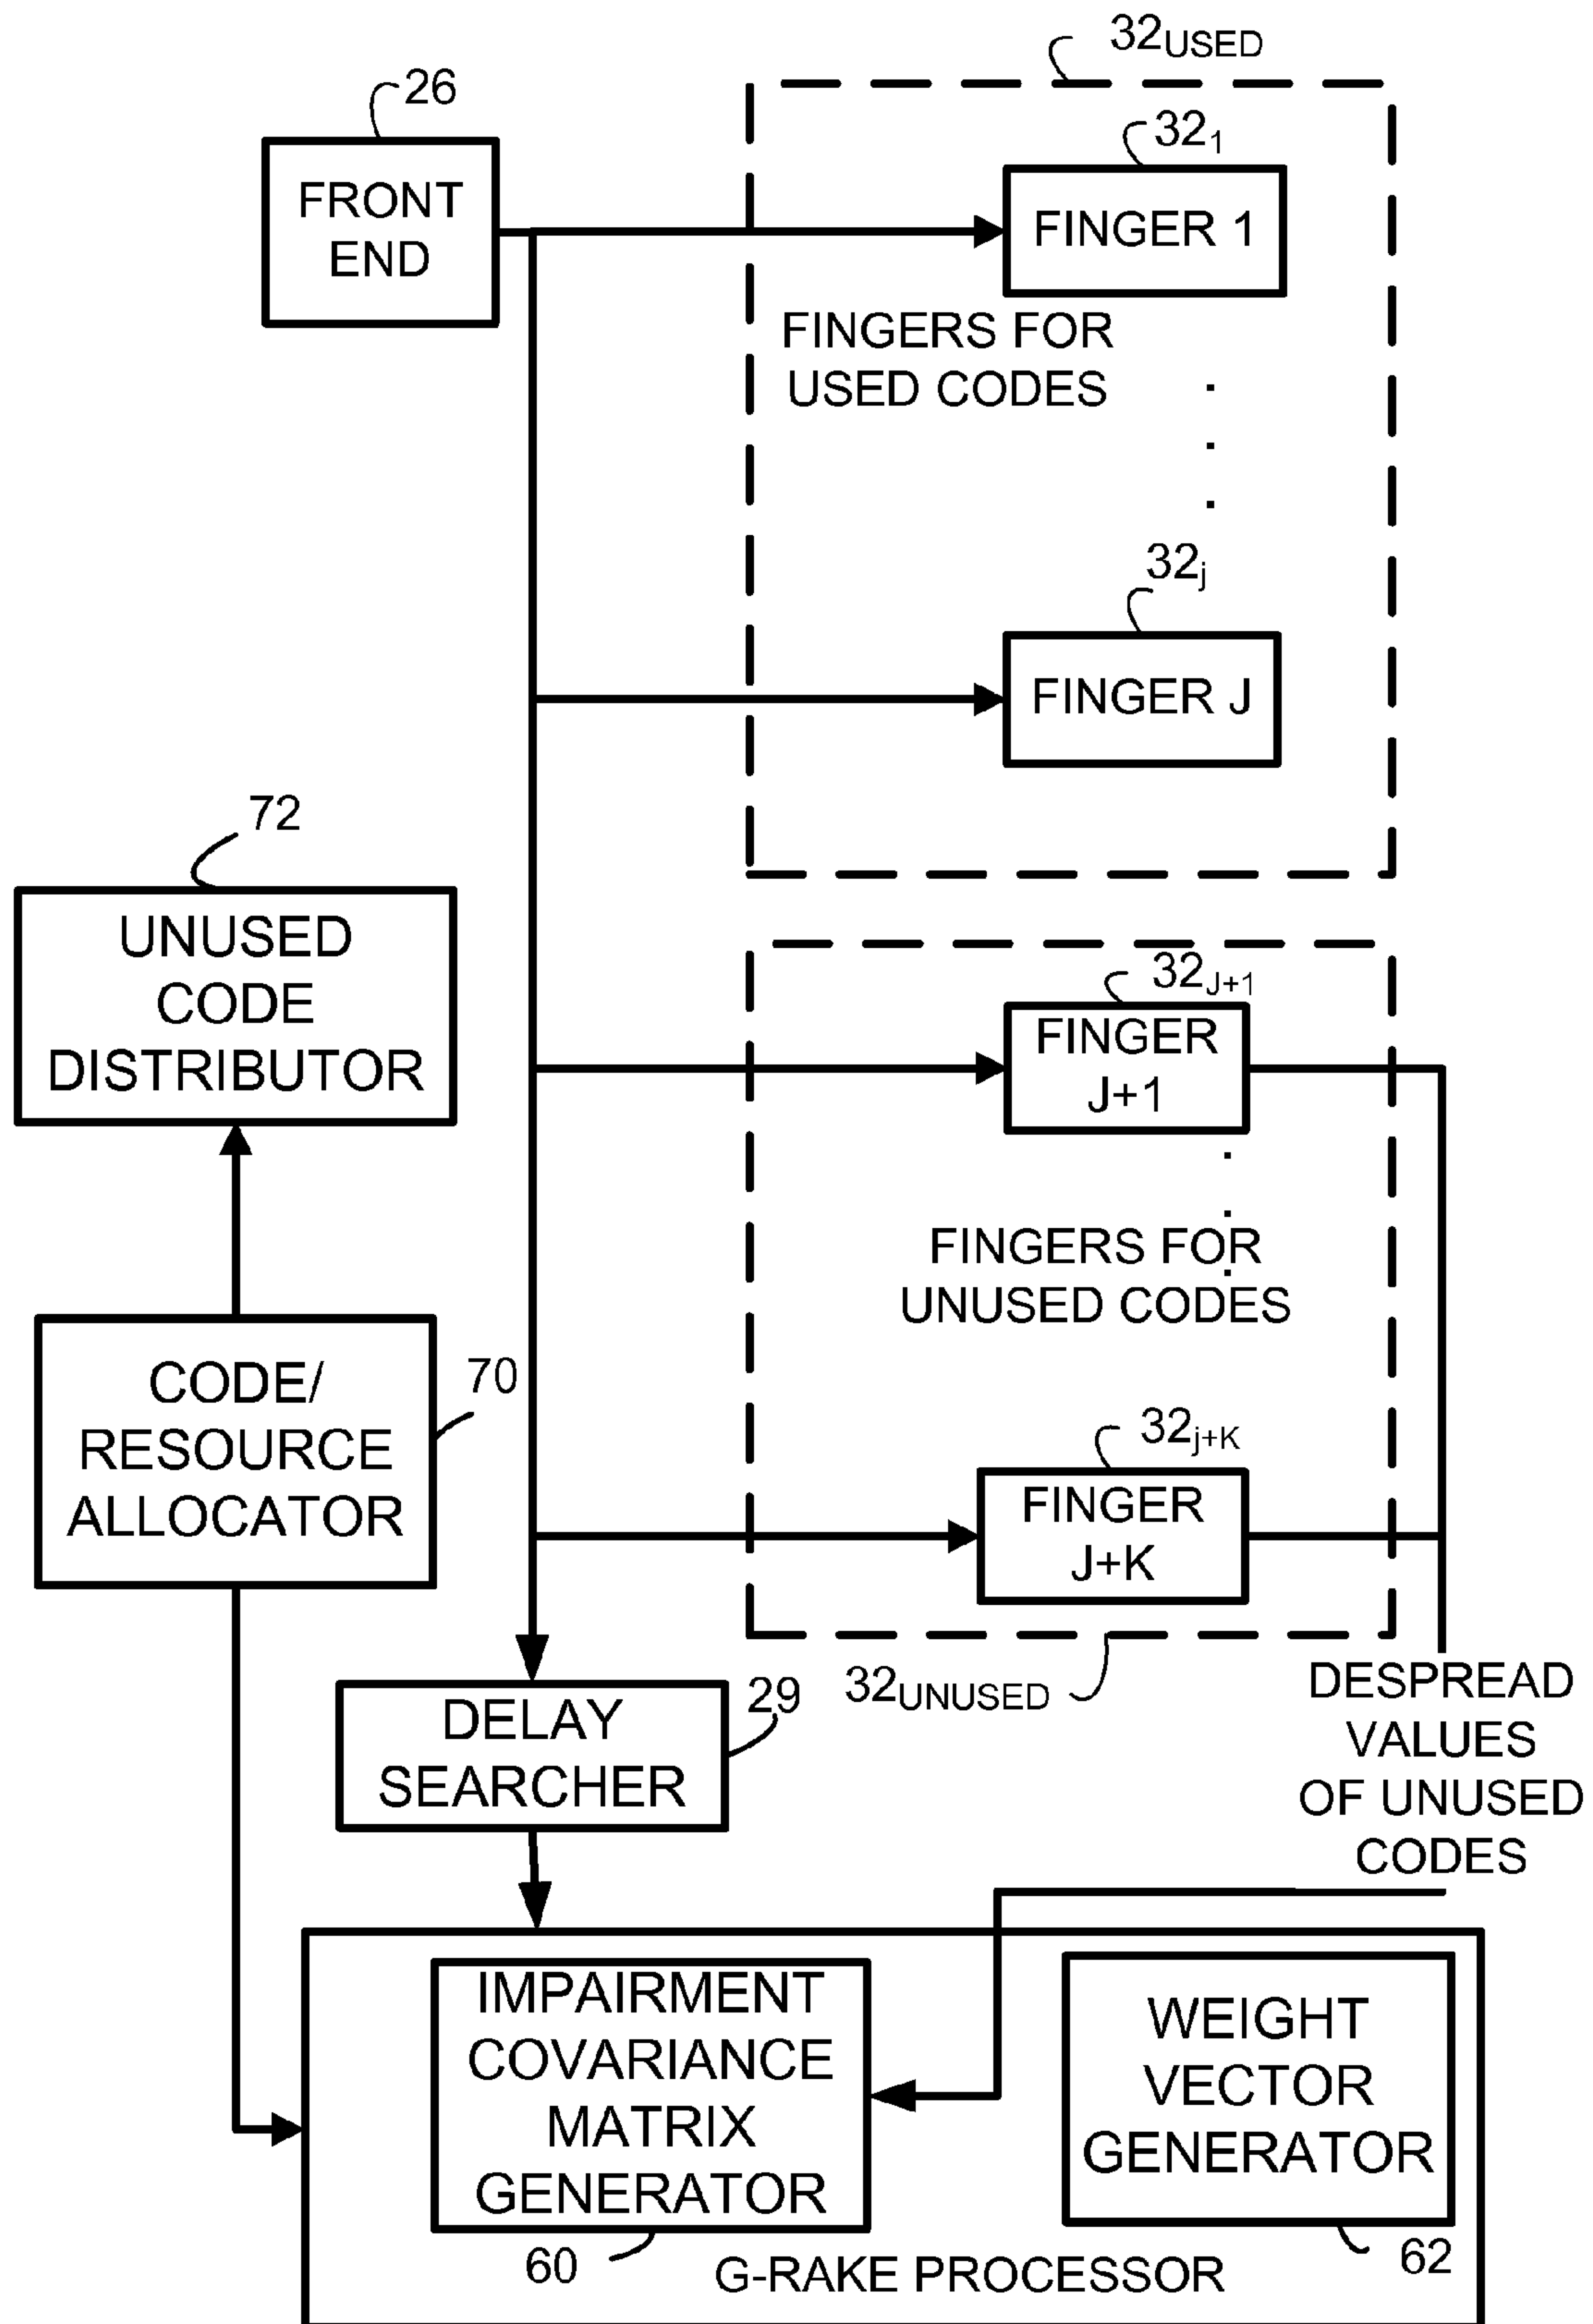 32USED
26
FRONT
END
321
FINGER 1
FINGERS FOR
USED CODES
32j
FINGER J
72
UNUSED
CODE
DISTRIBUTOR
32J+1
FINGER
J+1
FINGERS FOR
UNUSED CODES
CODE/
RESOURCE
ALLOCATOR
70
32j+K
FINGER
J+K
32UNUSED
DELAY
SEARCHER
29
DESPREAD
VALUES
OF UNUSED
CODES
IMPAIRMENT
COVARIANCE
MATRIX
GENERATOR
60
WEIGHT
VECTOR
GENERATOR
62
G-RAKE PROCESSOR